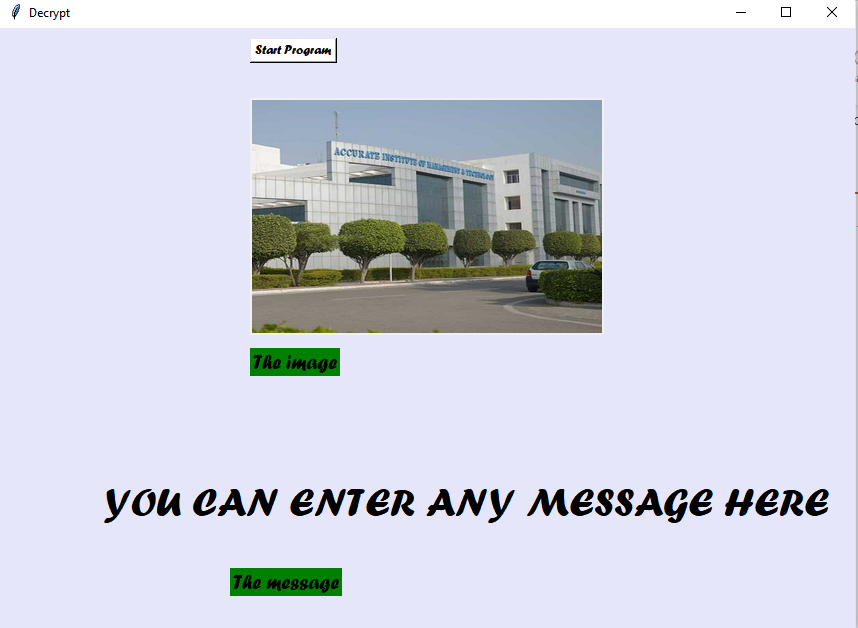 Decrypt
Start Program
ACCURATE INSTITUTE OF MANAGEMENT & TECHNOLOGY
The image
YOU CAN ENTER ANY MESSAGE HERE
The message